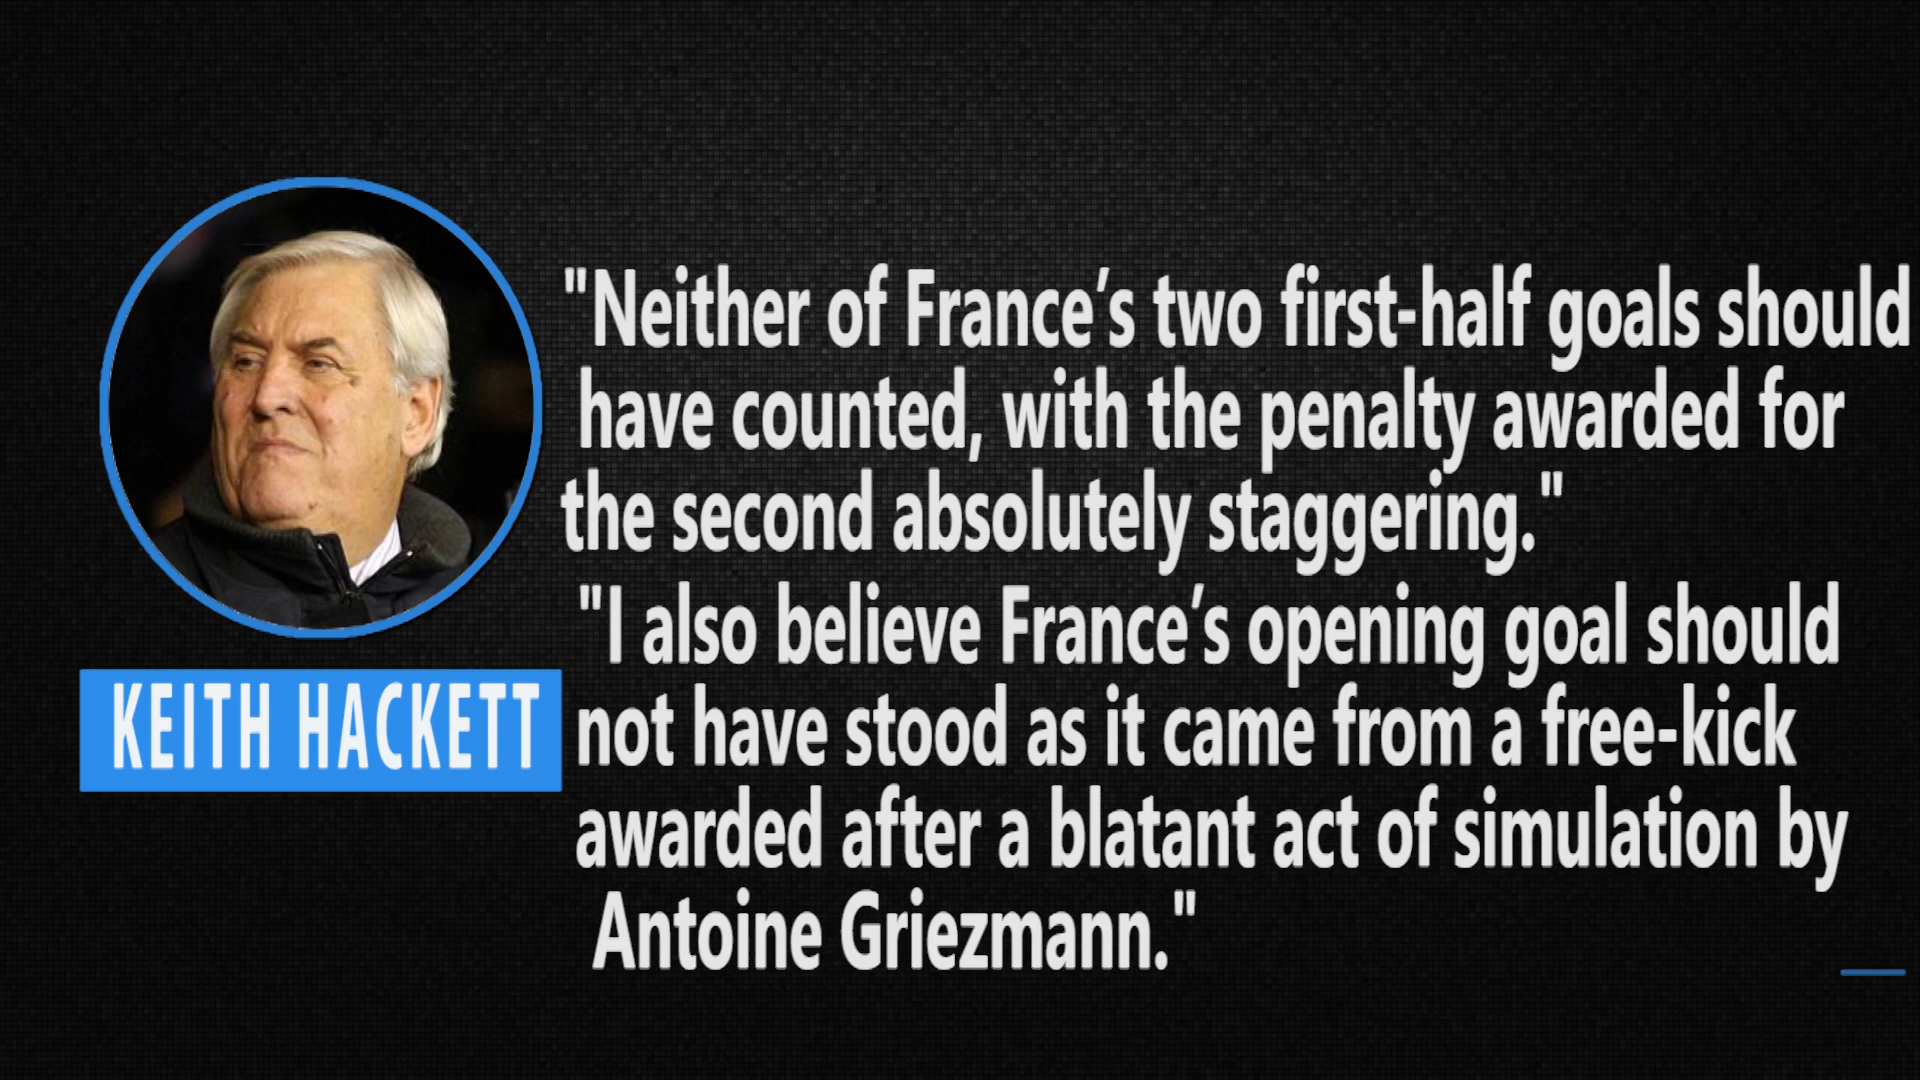 "Neither of France’s two first-half goals should
have counted, with the penalty awarded for
the second absolutely staggering."
"I also believe France’s opening goal should
not have stood as it came from a free-kick
awarded after a blatant act of simulation by
Antoine Griezmann."
KEITH HACKETT